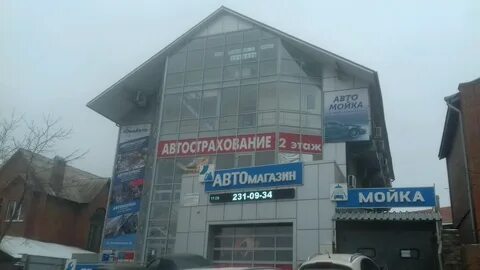 АВТО
МОЙКА
АВТОСТРАХОВАНИЕ 2 этаж
АВТОМАГАЗИН
231-09-34
МОЙКА